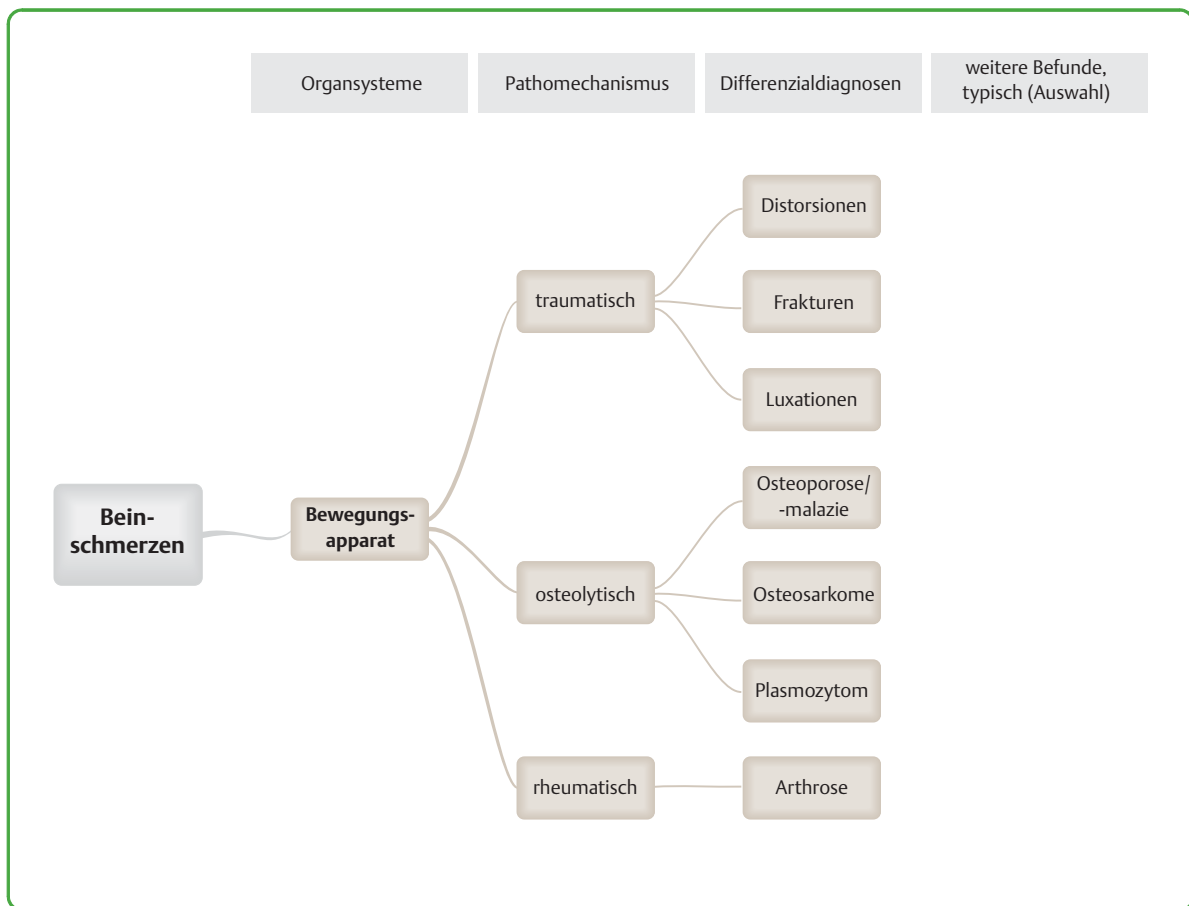 Organsysteme
Pathomechanismus
Differenzialdiagnosen
weitere Befunde,
typisch (Auswahl)
Distorsionen
traumatisch
Frakturen
Luxationen
Bein-
schmerzen
Bewegungs-
apparat
Osteoporose/
-malazie
osteolytisch
Osteosarkome
Plasmozytom
rheumatisch
Arthrose